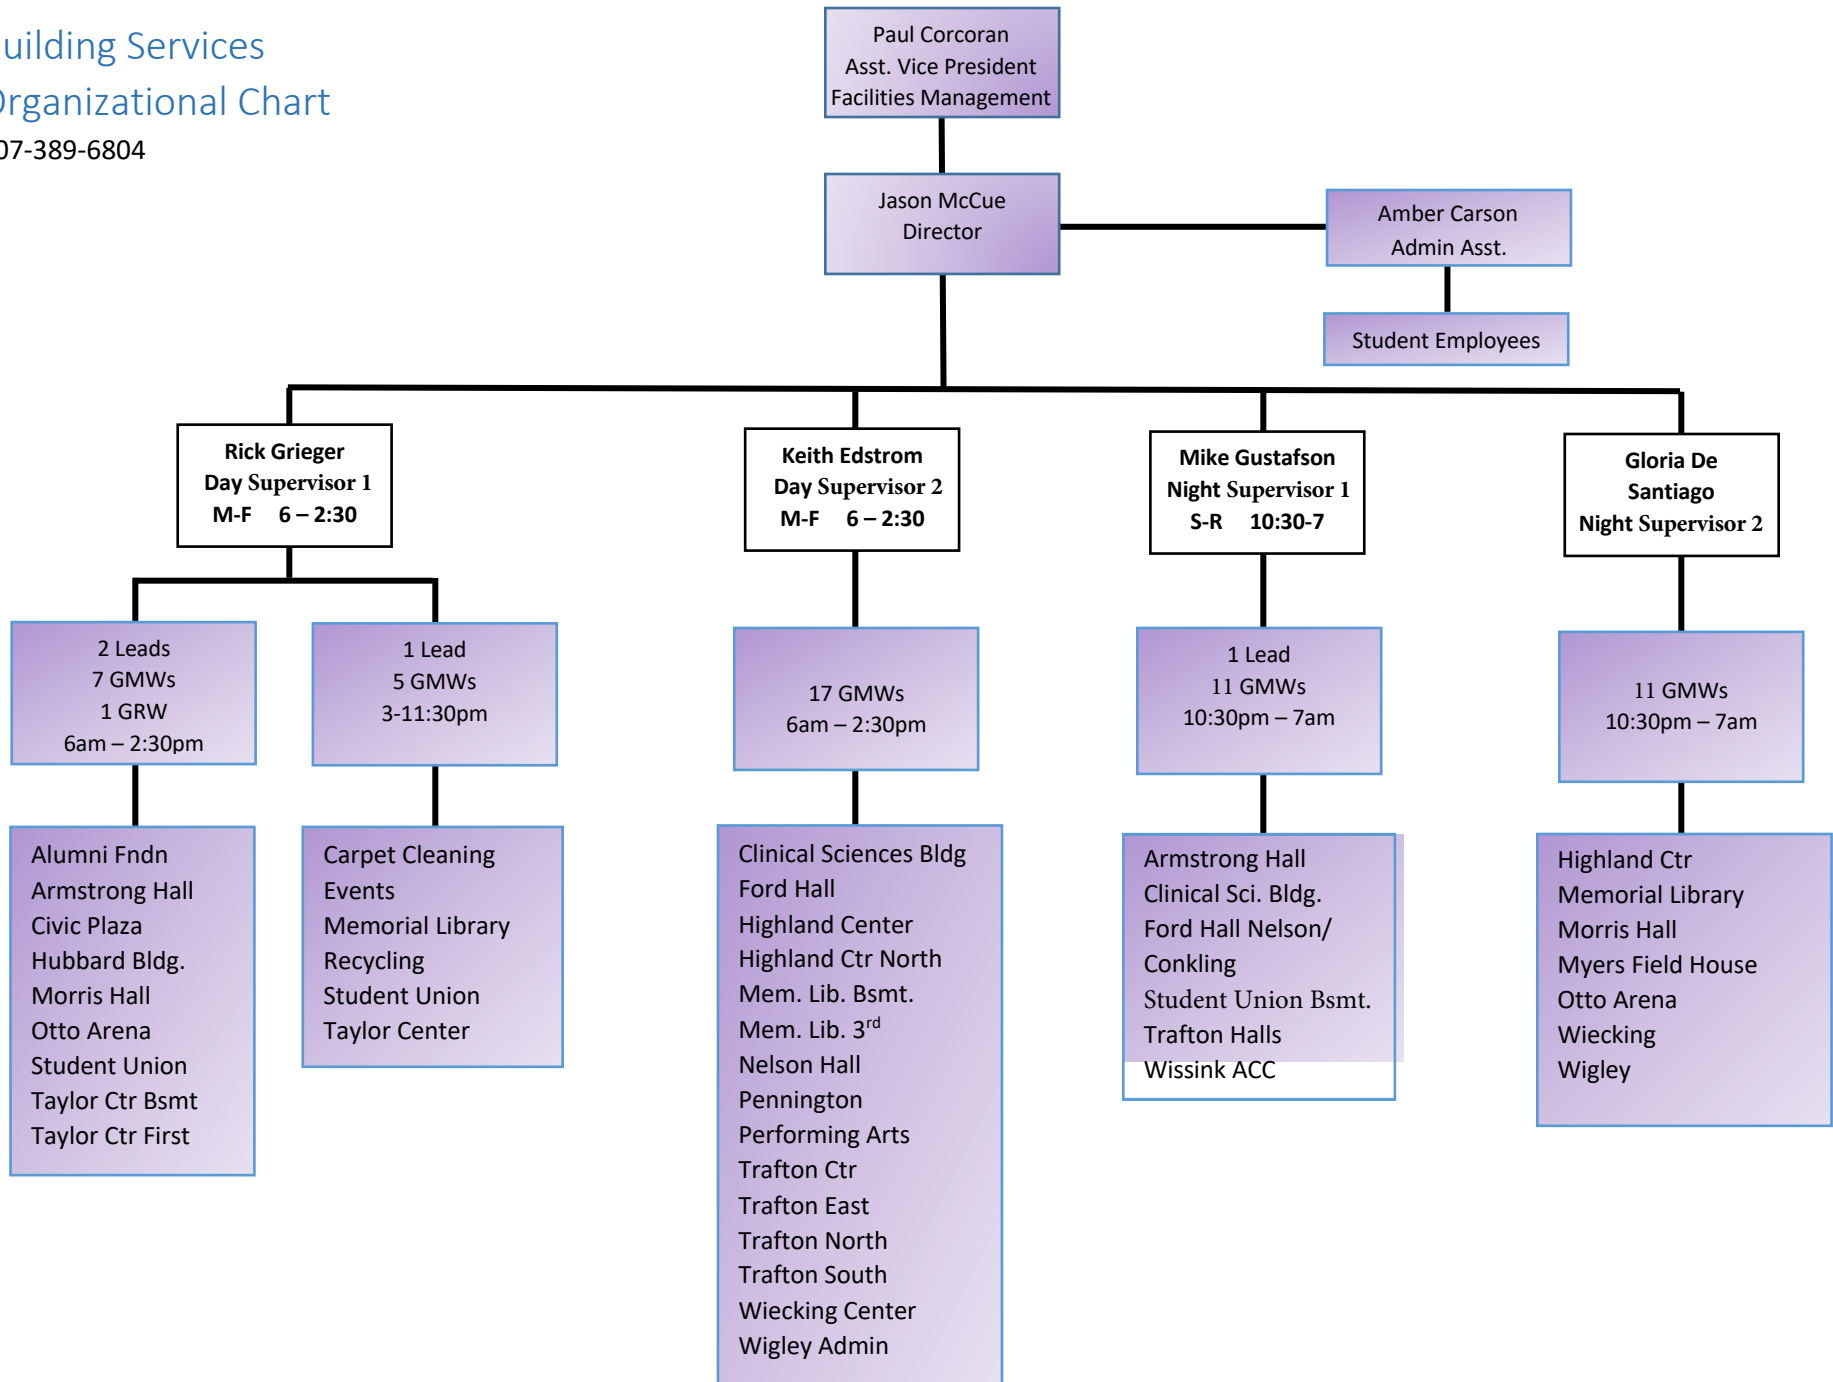 uilding Services
Organizational Chart
07-389-6804
Paul Corcoran
Asst. Vice President
Facilities Management
Jason McCue
Director
Amber Carson
Admin Asst.
Student Employees
Rick Grieger
Day Supervisor 1
M-F 6 – 2:30
Keith Edstrom
Day Supervisor 2
M-F 6 – 2:30
Mike Gustafson
Night Supervisor 1
S-R 10:30-7
Gloria De
Santiago
Night Supervisor 2
2 Leads
7 GMWs
1 GRW
6am – 2:30pm
1 Lead
5 GMWs
3-11:30pm
17 GMWs
6am – 2:30pm
1 Lead
11 GMWs
10:30pm – 7am
11 GMWs
10:30pm – 7am
Alumni Fndn
Armstrong Hall
Civic Plaza
Hubbard Bldg.
Morris Hall
Otto Arena
Student Union
Taylor Ctr Bsmt
Taylor Ctr First
Carpet Cleaning
Events
Memorial Library
Recycling
Student Union
Taylor Center
Clinical Sciences Bldg
Ford Hall
Highland Center
Highland Ctr North
Mem. Lib. Bsmt.
Mem. Lib. 3rd
Nelson Hall
Pennington
Performing Arts
Trafton Ctr
Trafton East
Trafton North
Trafton South
Wiecking Center
Wigley Admin
Armstrong Hall
Clinical Sci. Bldg.
Ford Hall Nelson/
Conkling
Student Union Bsmt.
Trafton Halls
Wissink ACC
Highland Ctr
Memorial Library
Morris Hall
Myers Field House
Otto Arena
Wiecking
Wigley